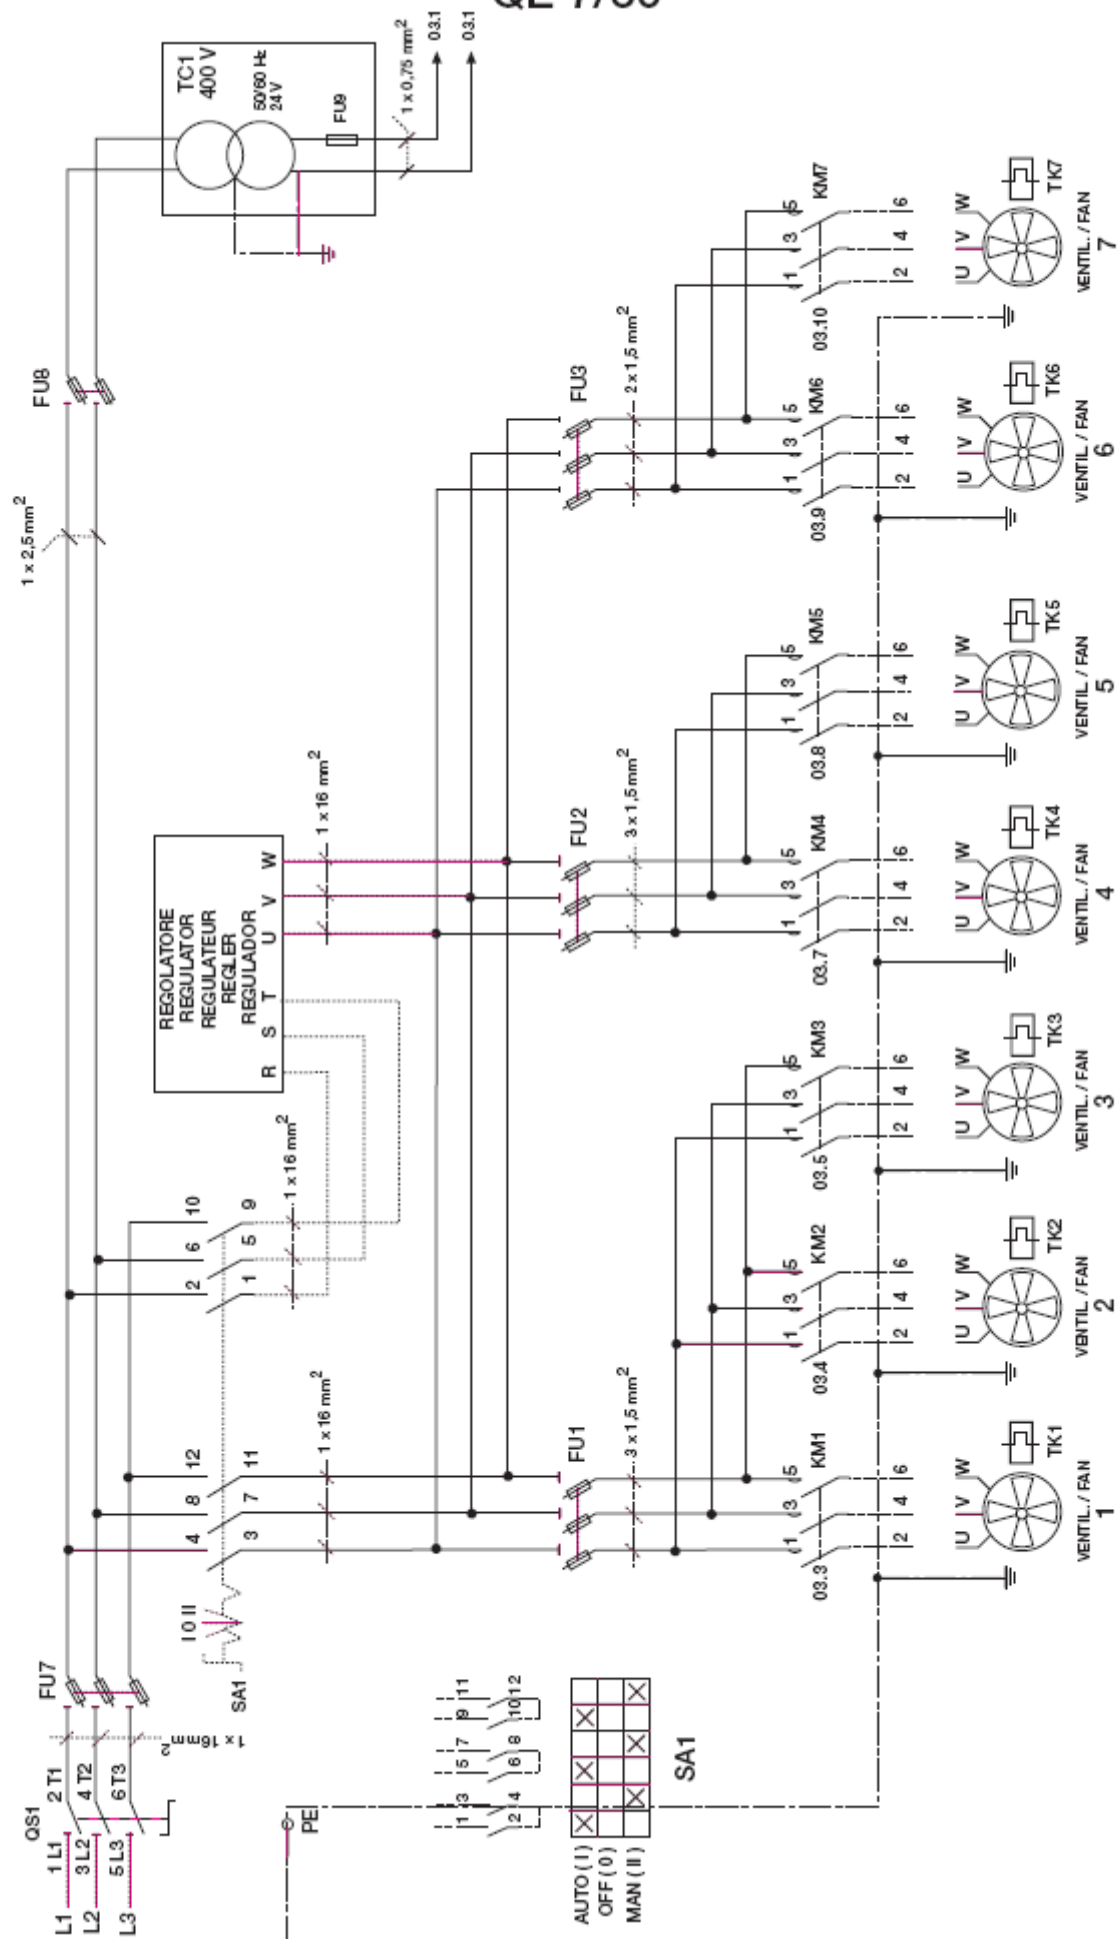 QS1
L1
L2
L3
1 L1
3 L2
5 L3
2 T1
4 T2
6 T3
1 x 16mm²
FU7
SA1
I 0 II
4
8
12
3
7
11
1 x 16 mm²
2
6
10
1
5
9
1 x 16 mm²
REGOLATORE
REGULATOR
REGULATEUR
REGLER
REGULADOR
R S T U V W
1 x 16 mm²
1 x 2,5 mm²
FU8
TC1
400 V
50/60 Hz
24 V
FU9
1 x 0,75 mm²
03.1
03.1
PE
1 3 5 7 9 11
2 4 6 8 10 12
AUTO ( I )
OFF ( 0 )
MAN ( II )
SA1
FU1
3 x 1,5 mm²
FU2
3 x 1,5 mm²
FU3
2 x 1,5 mm²
1 3 5
KM1
03.3
2 4 6
U V W
TK1
VENTIL. / FAN
1
1 3 5
KM2
03.4
2 4 6
U V W
TK2
VENTIL. / FAN
2
1 3 5
KM3
03.5
2 4 6
U V W
TK3
VENTIL. / FAN
3
1 3 5
KM4
03.7
2 4 6
U V W
TK4
VENTIL. / FAN
4
1 3 5
KM5
03.8
2 4 6
U V W
TK5
VENTIL. / FAN
5
1 3 5
KM6
03.9
2 4 6
U V W
TK6
VENTIL. / FAN
6
1 3 5
KM7
03.10
2 4 6
U V W
TK7
VENTIL. / FAN
7